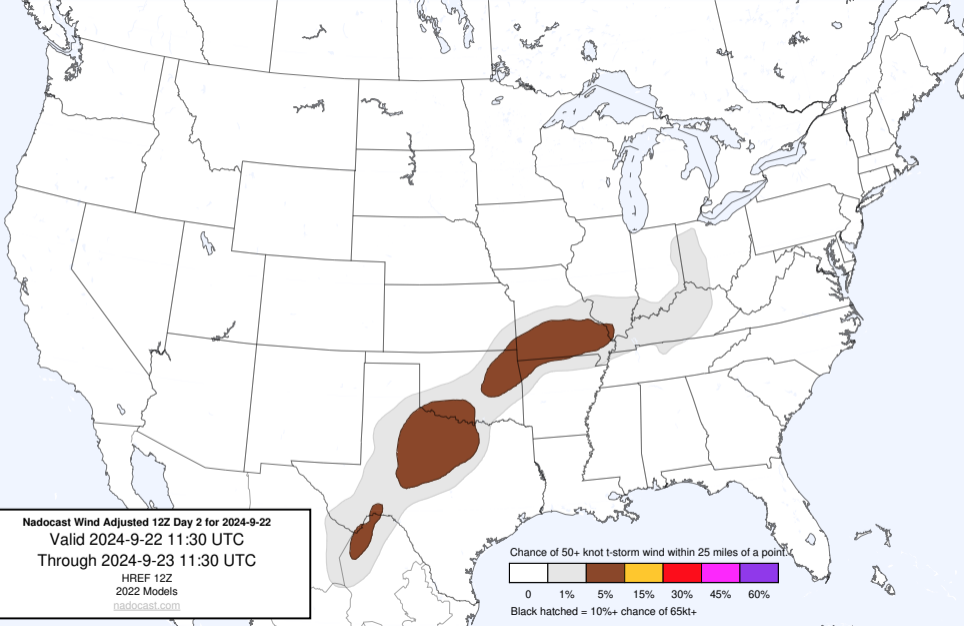 Nadocast Wind Adjusted 12Z Day 2 for 2024-9-22
Valid 2024-9-22 11:30 UTC
Through 2024-9-23 11:30 UTC
HREF 12Z
2022 Models
nadocast.com
Chance of 50+ knot t-storm wind within 25 miles of a point.
0 1% 5% 15% 30% 45% 60%
Black hatched = 10%+ chance of 65kt+